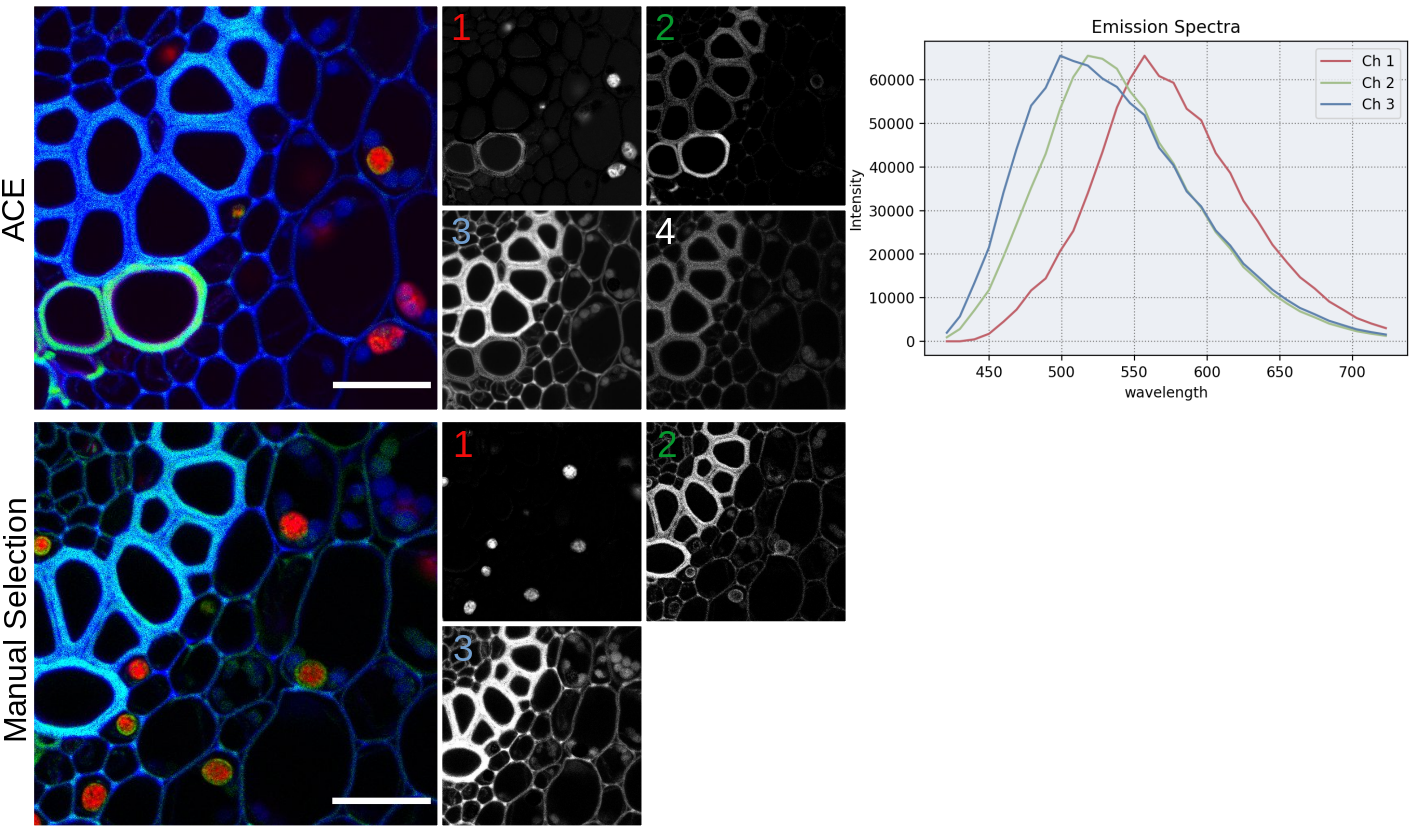 ACE
1
2
3
4
Emission Spectra
Ch 1
Ch 2
Ch 3
Intensity
60000
50000
40000
30000
20000
10000
0
450 500 550 600 650 700
wavelength
Manual Selection
1
2
3